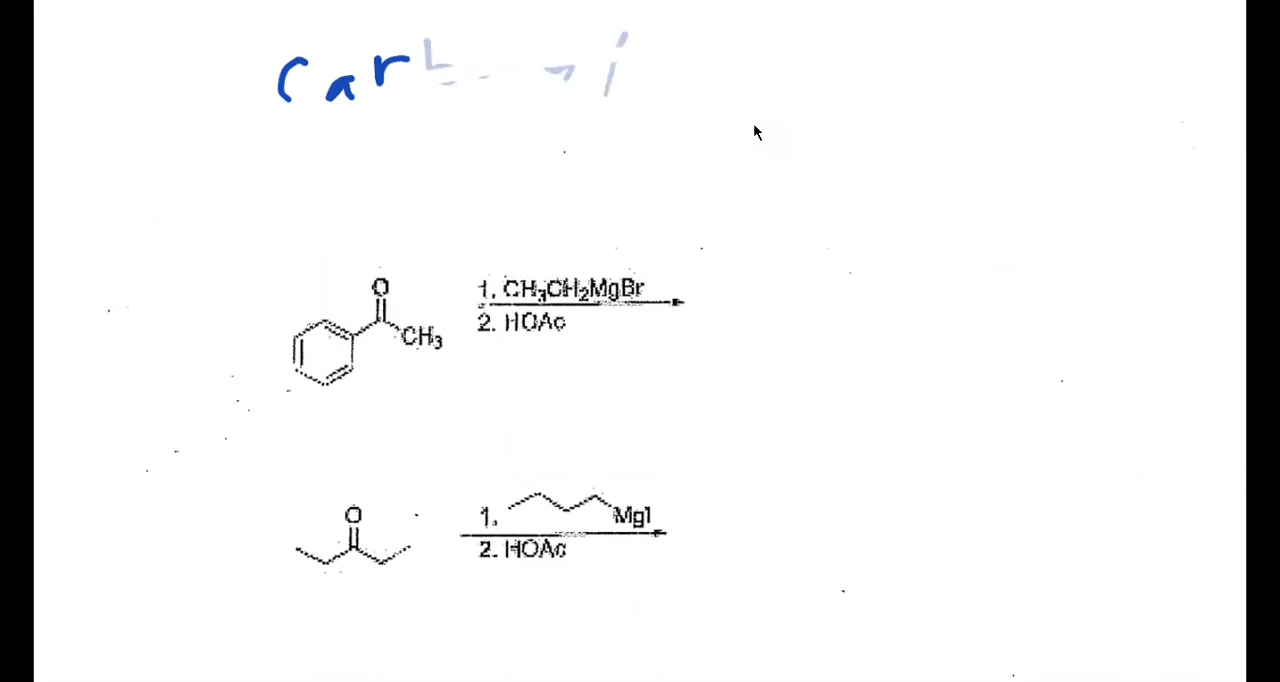 Car
O
1. CH3CH2MgBr
CH3
2. HOAc
O
1. MgI
2. HOAc